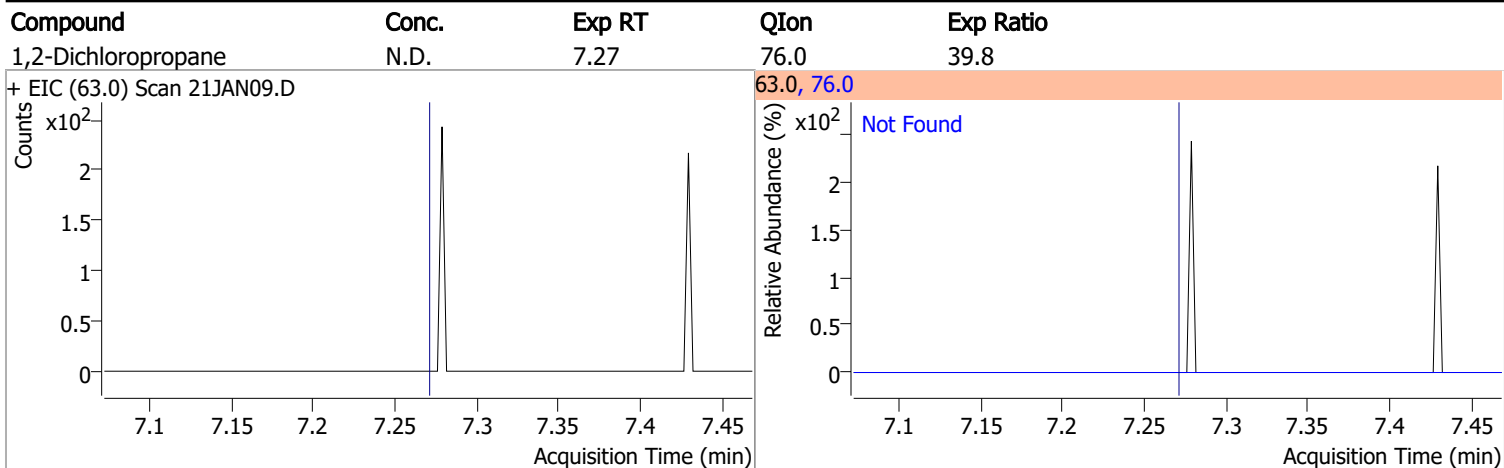 Compound Conc. Exp RT QIon Exp Ratio
1,2-Dichloropropane N.D. 7.27 76.0 39.8
+ EIC (63.0) Scan 21JAN09.D
Counts
x10²
2
1.5
1
0.5
0
7.1 7.15 7.2 7.25 7.3 7.35 7.4 7.45
Acquisition Time (min)
63.0, 76.0
Relative Abundance (%)
x10²
Not Found
2
1.5
1
0.5
0
7.1 7.15 7.2 7.25 7.3 7.35 7.4 7.45
Acquisition Time (min)